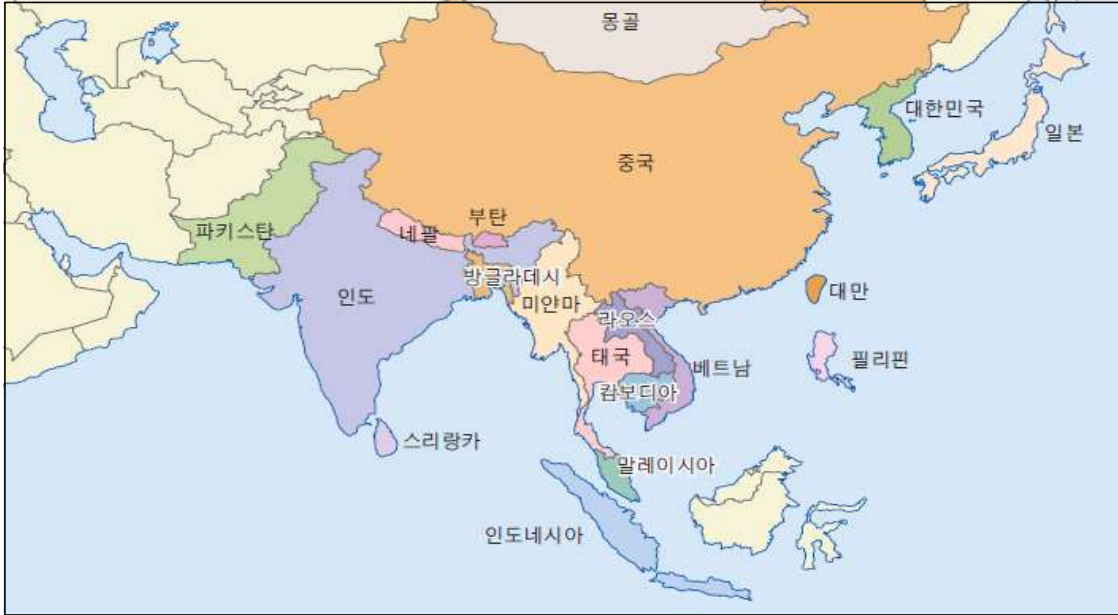 몽골
대한민국
일본
중국
부탄
파키스탄
네팔
방글라데시
인도
미얀마
대만
라오스
태국
필리핀
베트남
캄보디아
스리랑카
말레이시아
인도네시아